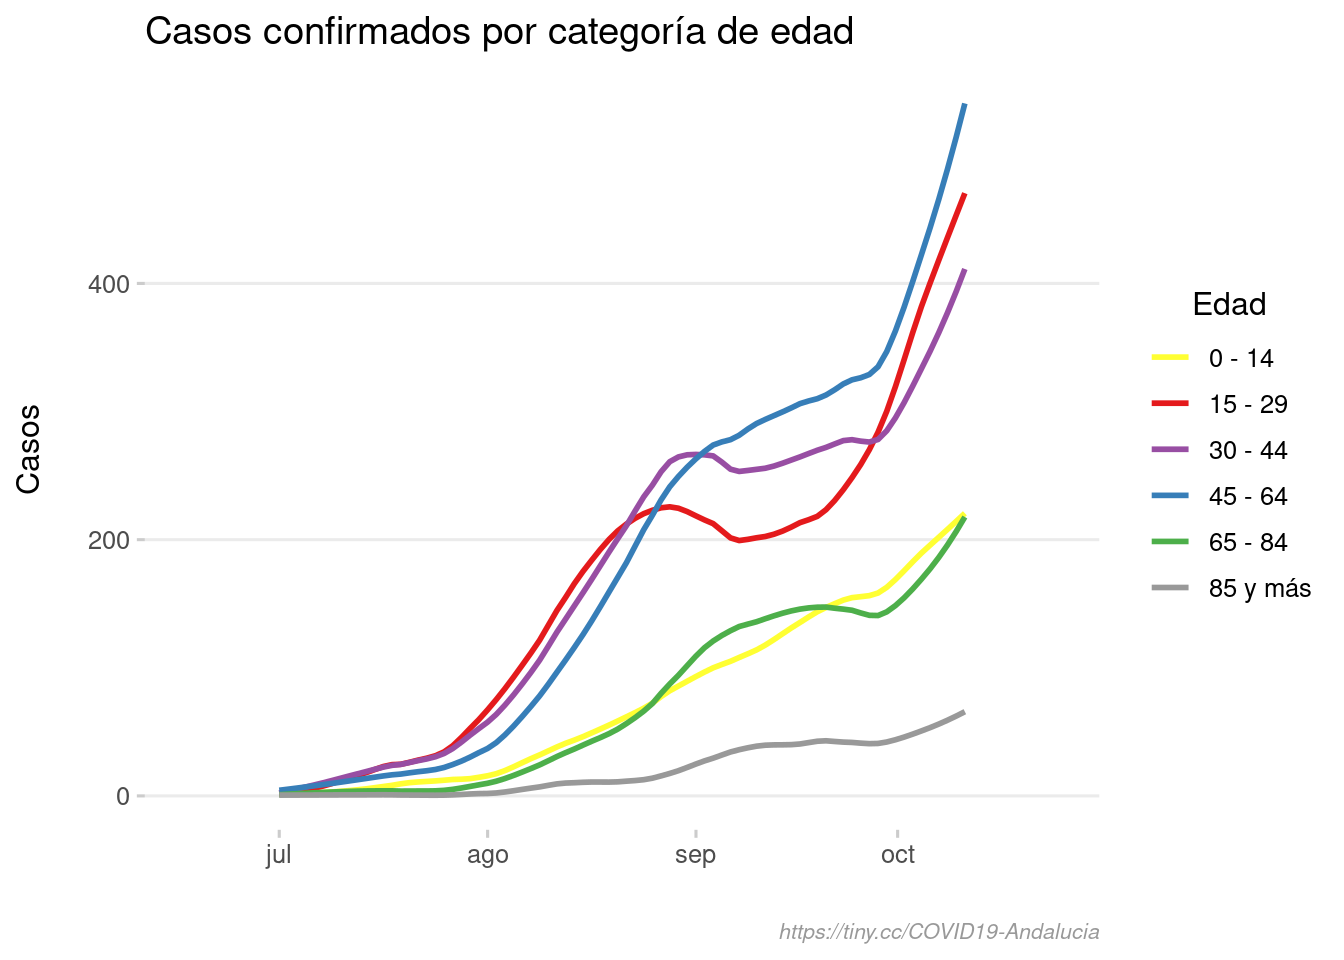 Casos confirmados por categoría de edad
Casos
400
200
0
jul
ago
sep
oct
Edad
0 - 14
15 - 29
30 - 44
45 - 64
65 - 84
85 y más
https://tiny.cc/COVID19-Andalucia